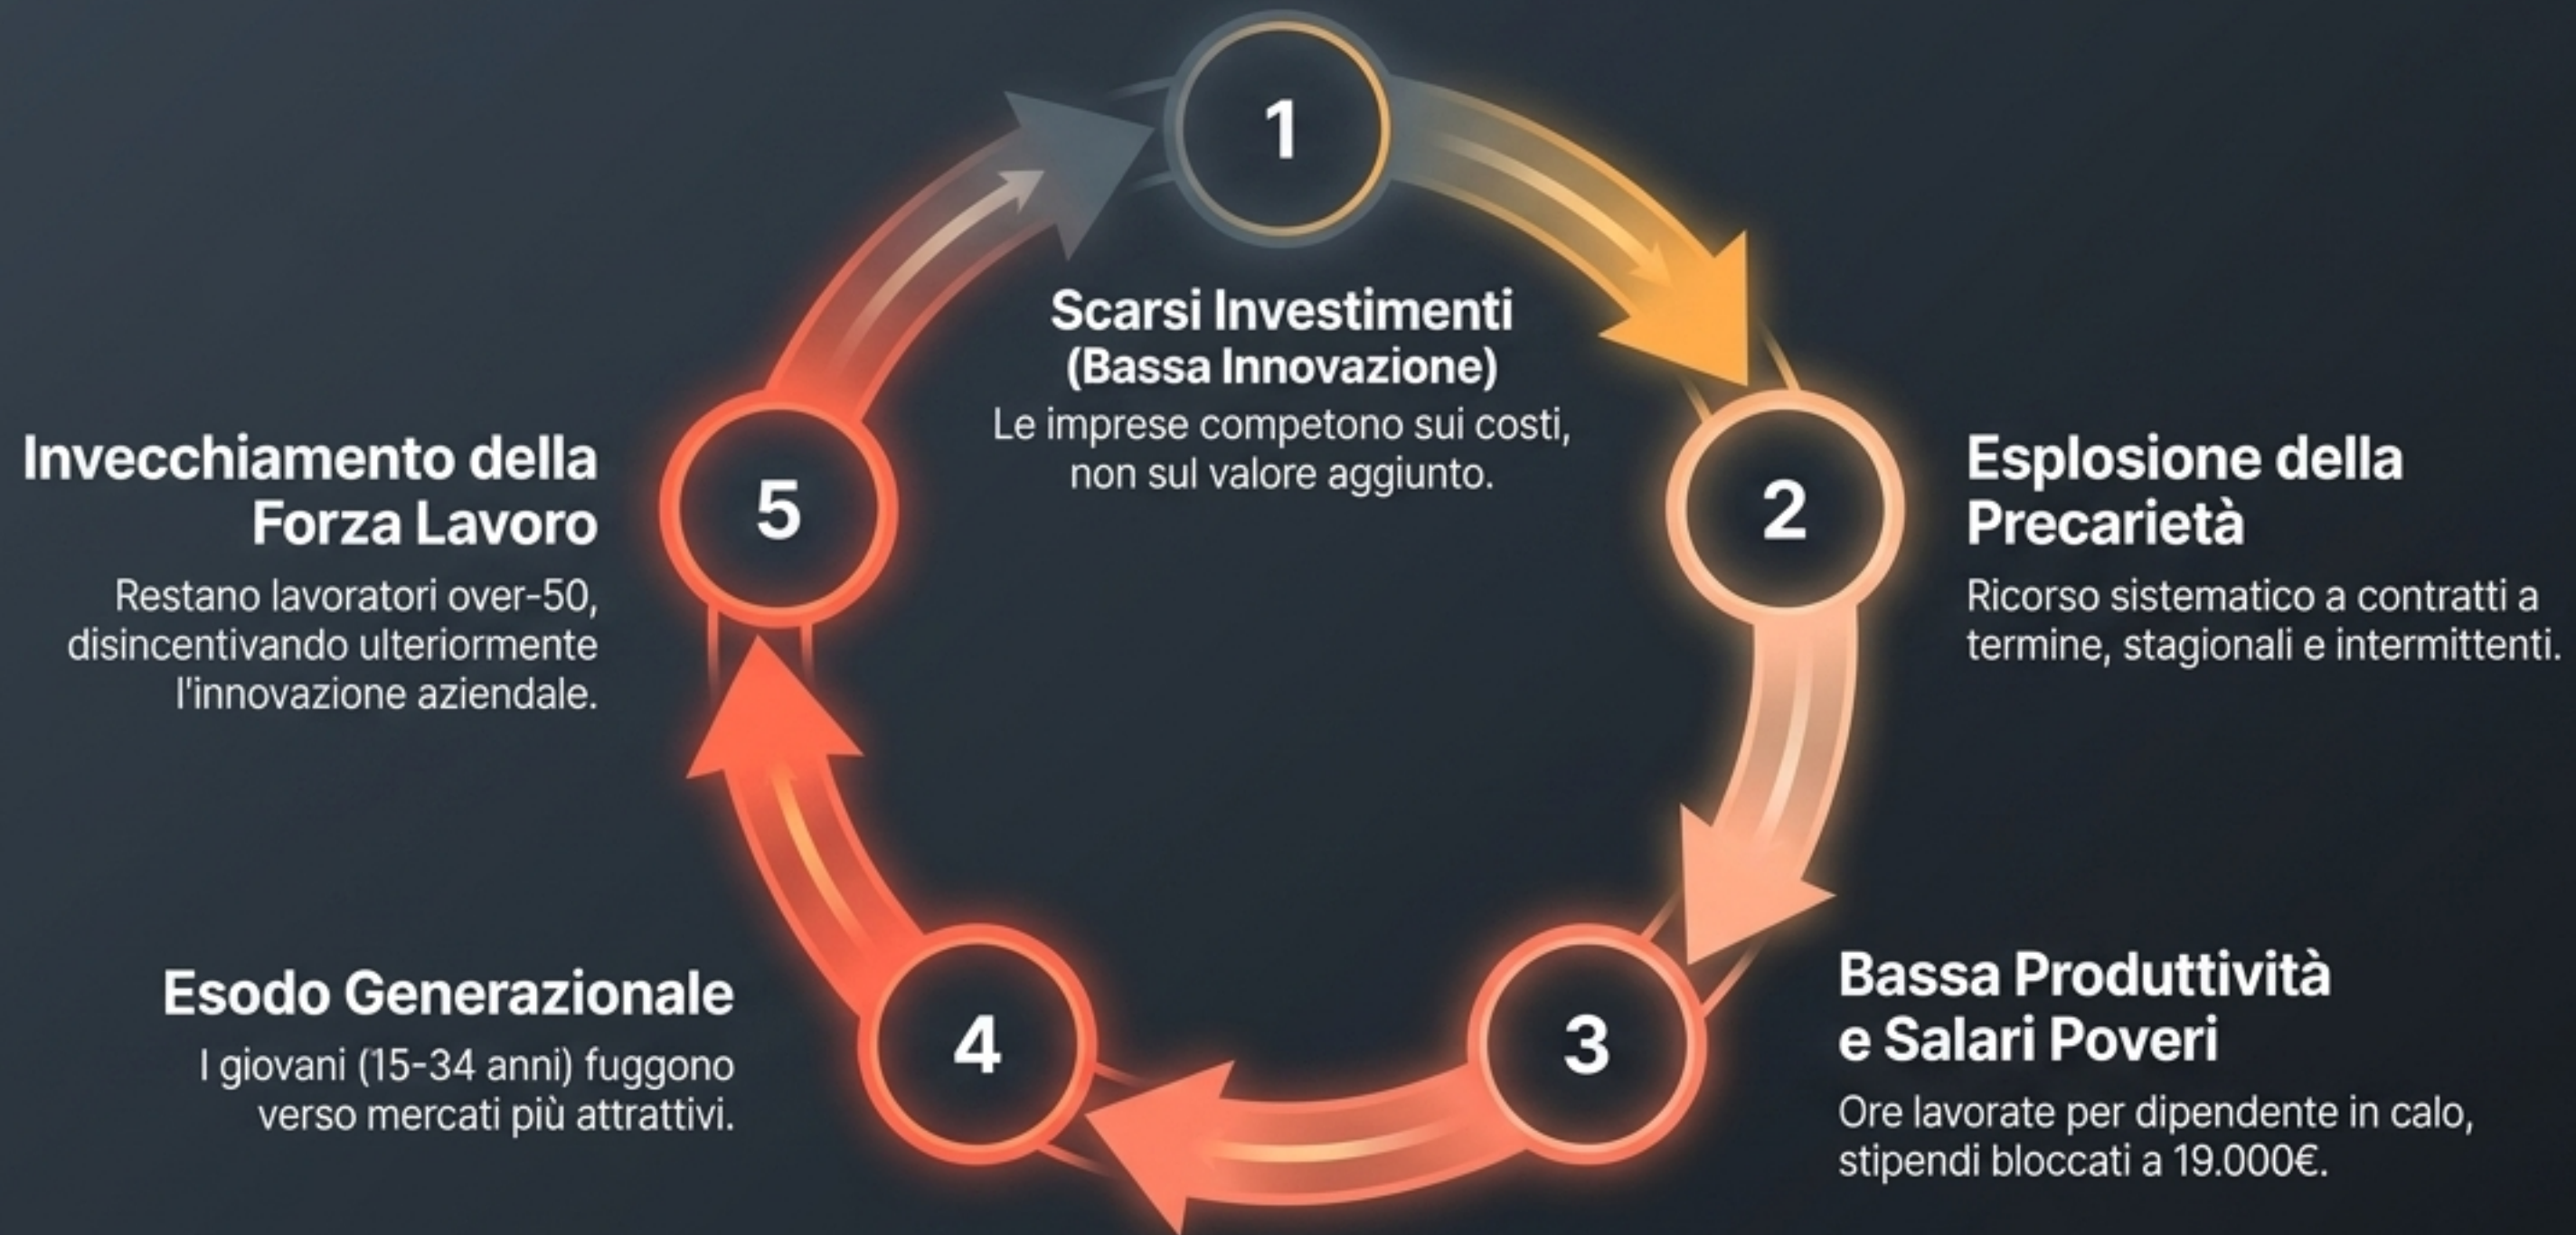 1
Scarsi Investimenti
(Bassa Innovazione)
Le imprese competono sui costi,
non sul valore aggiunto.
2
Esplosione della
Precarietà
Ricorso sistematico a contratti a
termine, stagionali e intermittenti.
3
Bassa Produttività
e Salari Poveri
Ore lavorate per dipendente in calo,
stipendi bloccati a 19.000€.
4
Esodo Generazionale
I giovani (15-34 anni) fuggono
verso mercati più attrattivi.
5
Invecchiamento della
Forza Lavoro
Restano lavoratori over-50,
disincentivando ulteriormente
l'innovazione aziendale.